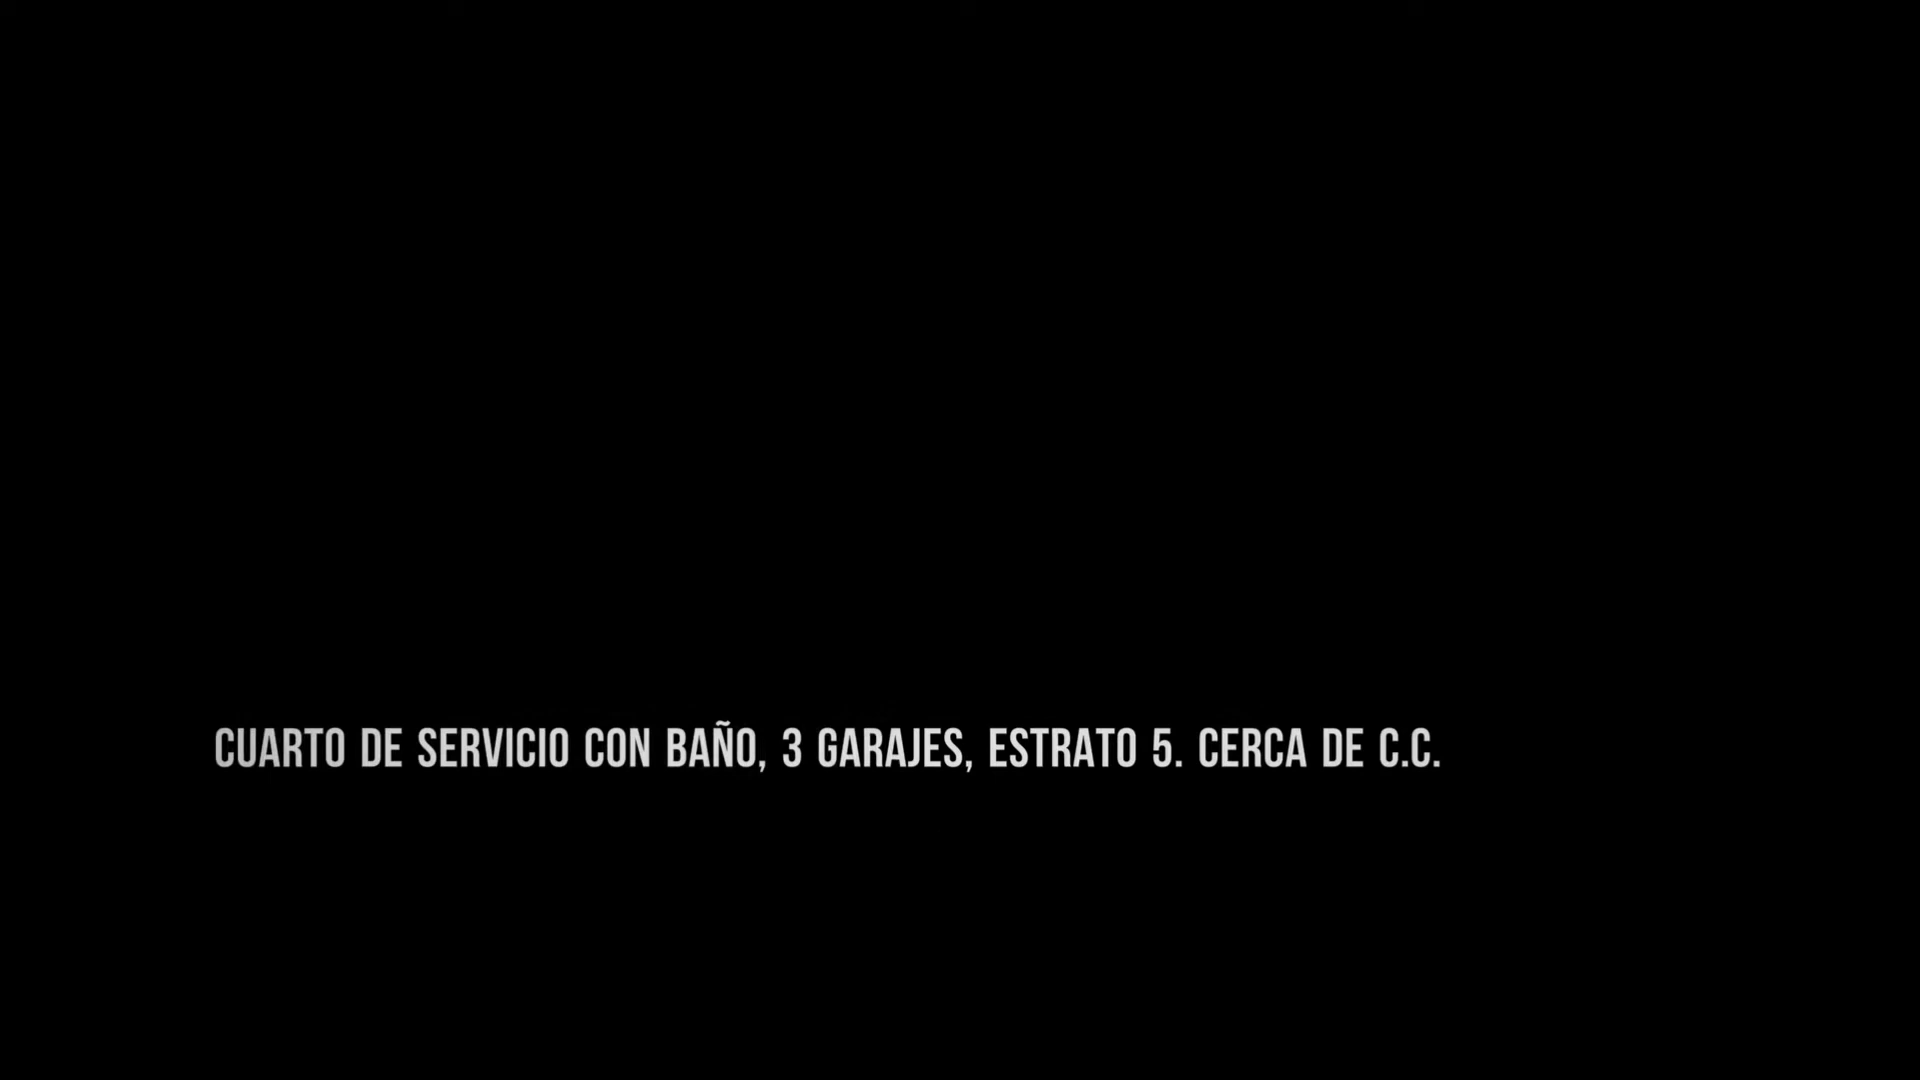 CUARTO DE SERVICIO CON BAÑO, 3 GARAJES, ESTRATO 5. CERCA DE C.C.